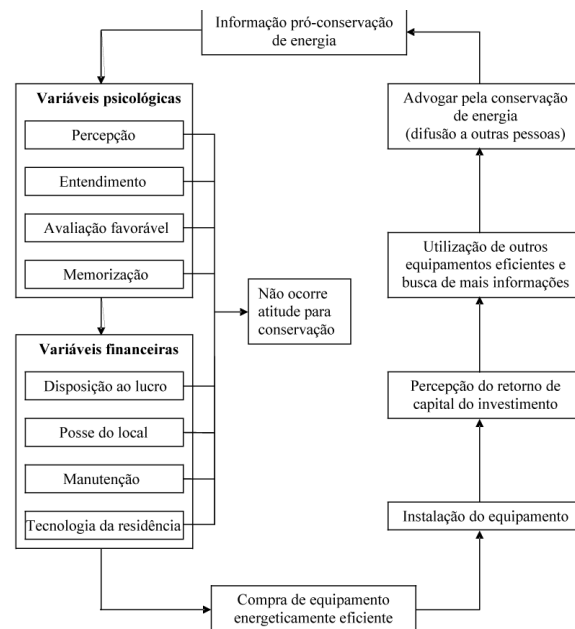 Informação pró-conservação
de energia
Variáveis psicológicas
Percepção
Entendimento
Avaliação favorável
Memorização
Variáveis financeiras
Disposição ao lucro
Posse do local
Manutenção
Tecnologia da residência
Não ocorre
atitude para
conservação
Compra de equipamento
energeticamente eficiente
Instalação do equipamento
Percepção do retorno de
capital do investimento
Utilização de outros
equipamentos eficientes e
busca de mais informações
Advogar pela conservação
de energia
(difusão a outras pessoas)